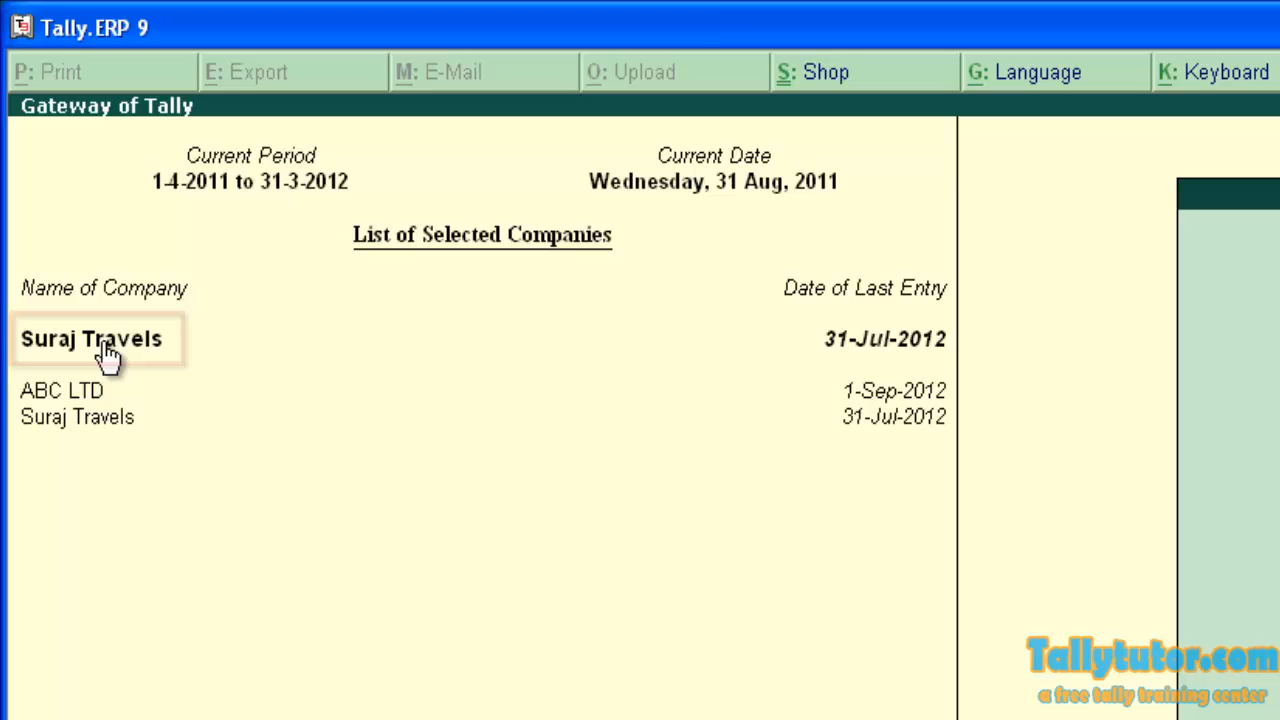 Tally.ERP 9
P: Print E: Export M: E-Mail O: Upload S: Shop G: Language K: Keyboard
Gateway of Tally
Current Period Current Date
1-4-2011 to 31-3-2012 Wednesday, 31 Aug, 2011
List of Selected Companies
Name of Company Date of Last Entry
Suraj Travels 31-Jul-2012
ABC LTD 1-Sep-2012
Suraj Travels 31-Jul-2012
Tallytutor.com
a free tally training center